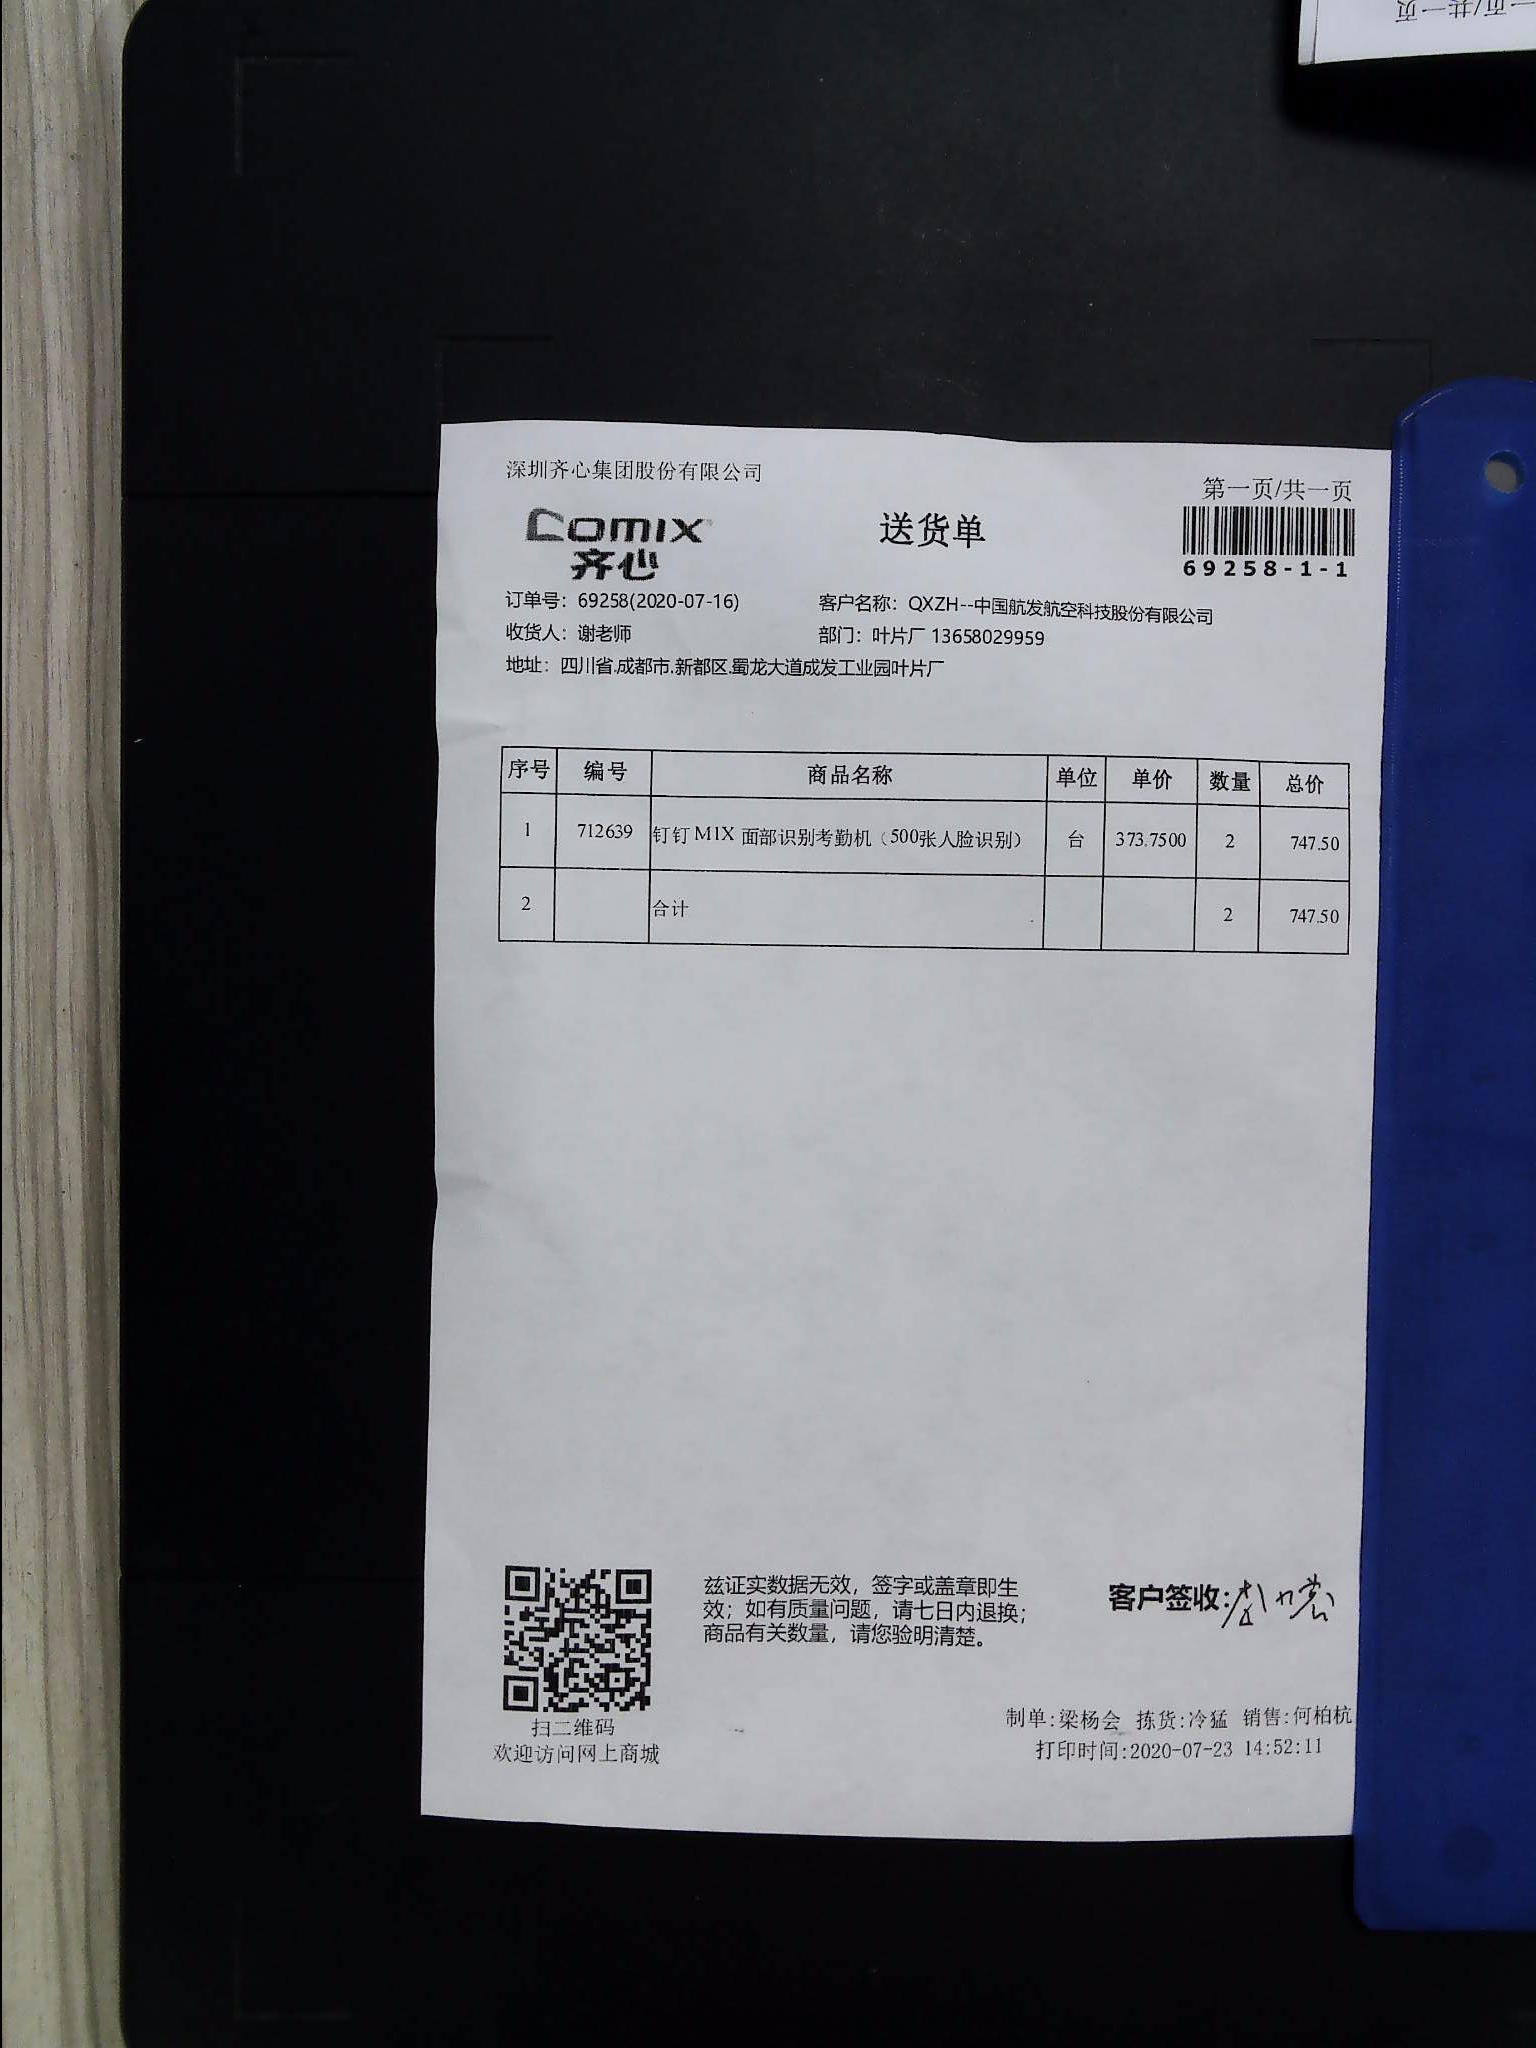 深圳齐心集团股份有限公司
第一页/共一页
comix
齐心
送货单
69258-1-1
订单号：69258(2020-07-16) 客户名称：QXZH--中国航发航空科技股份有限公司
收货人：谢老师 部门：叶片厂 13658029959
地址：四川省.成都市.新都区.蜀龙大道成发工业园叶片厂
序号 编号 商品名称 单位 单价 数量 总价
1 712639 钉钉 M1X 面部识别考勤机（500张人脸识别） 台 373.7500 2 747.50
2 合计 2 747.50
兹证实数据无效，签字或盖章即生
效；如有质量问题，请七日内退换；
商品有关数量，请您验明清楚。
客户签收:
扫二维码
欢迎访问网上商城
制单:梁杨会 拣货:冷猛 销售:何柏杭
打印时间:2020-07-23 14:52:11
一页/共一页